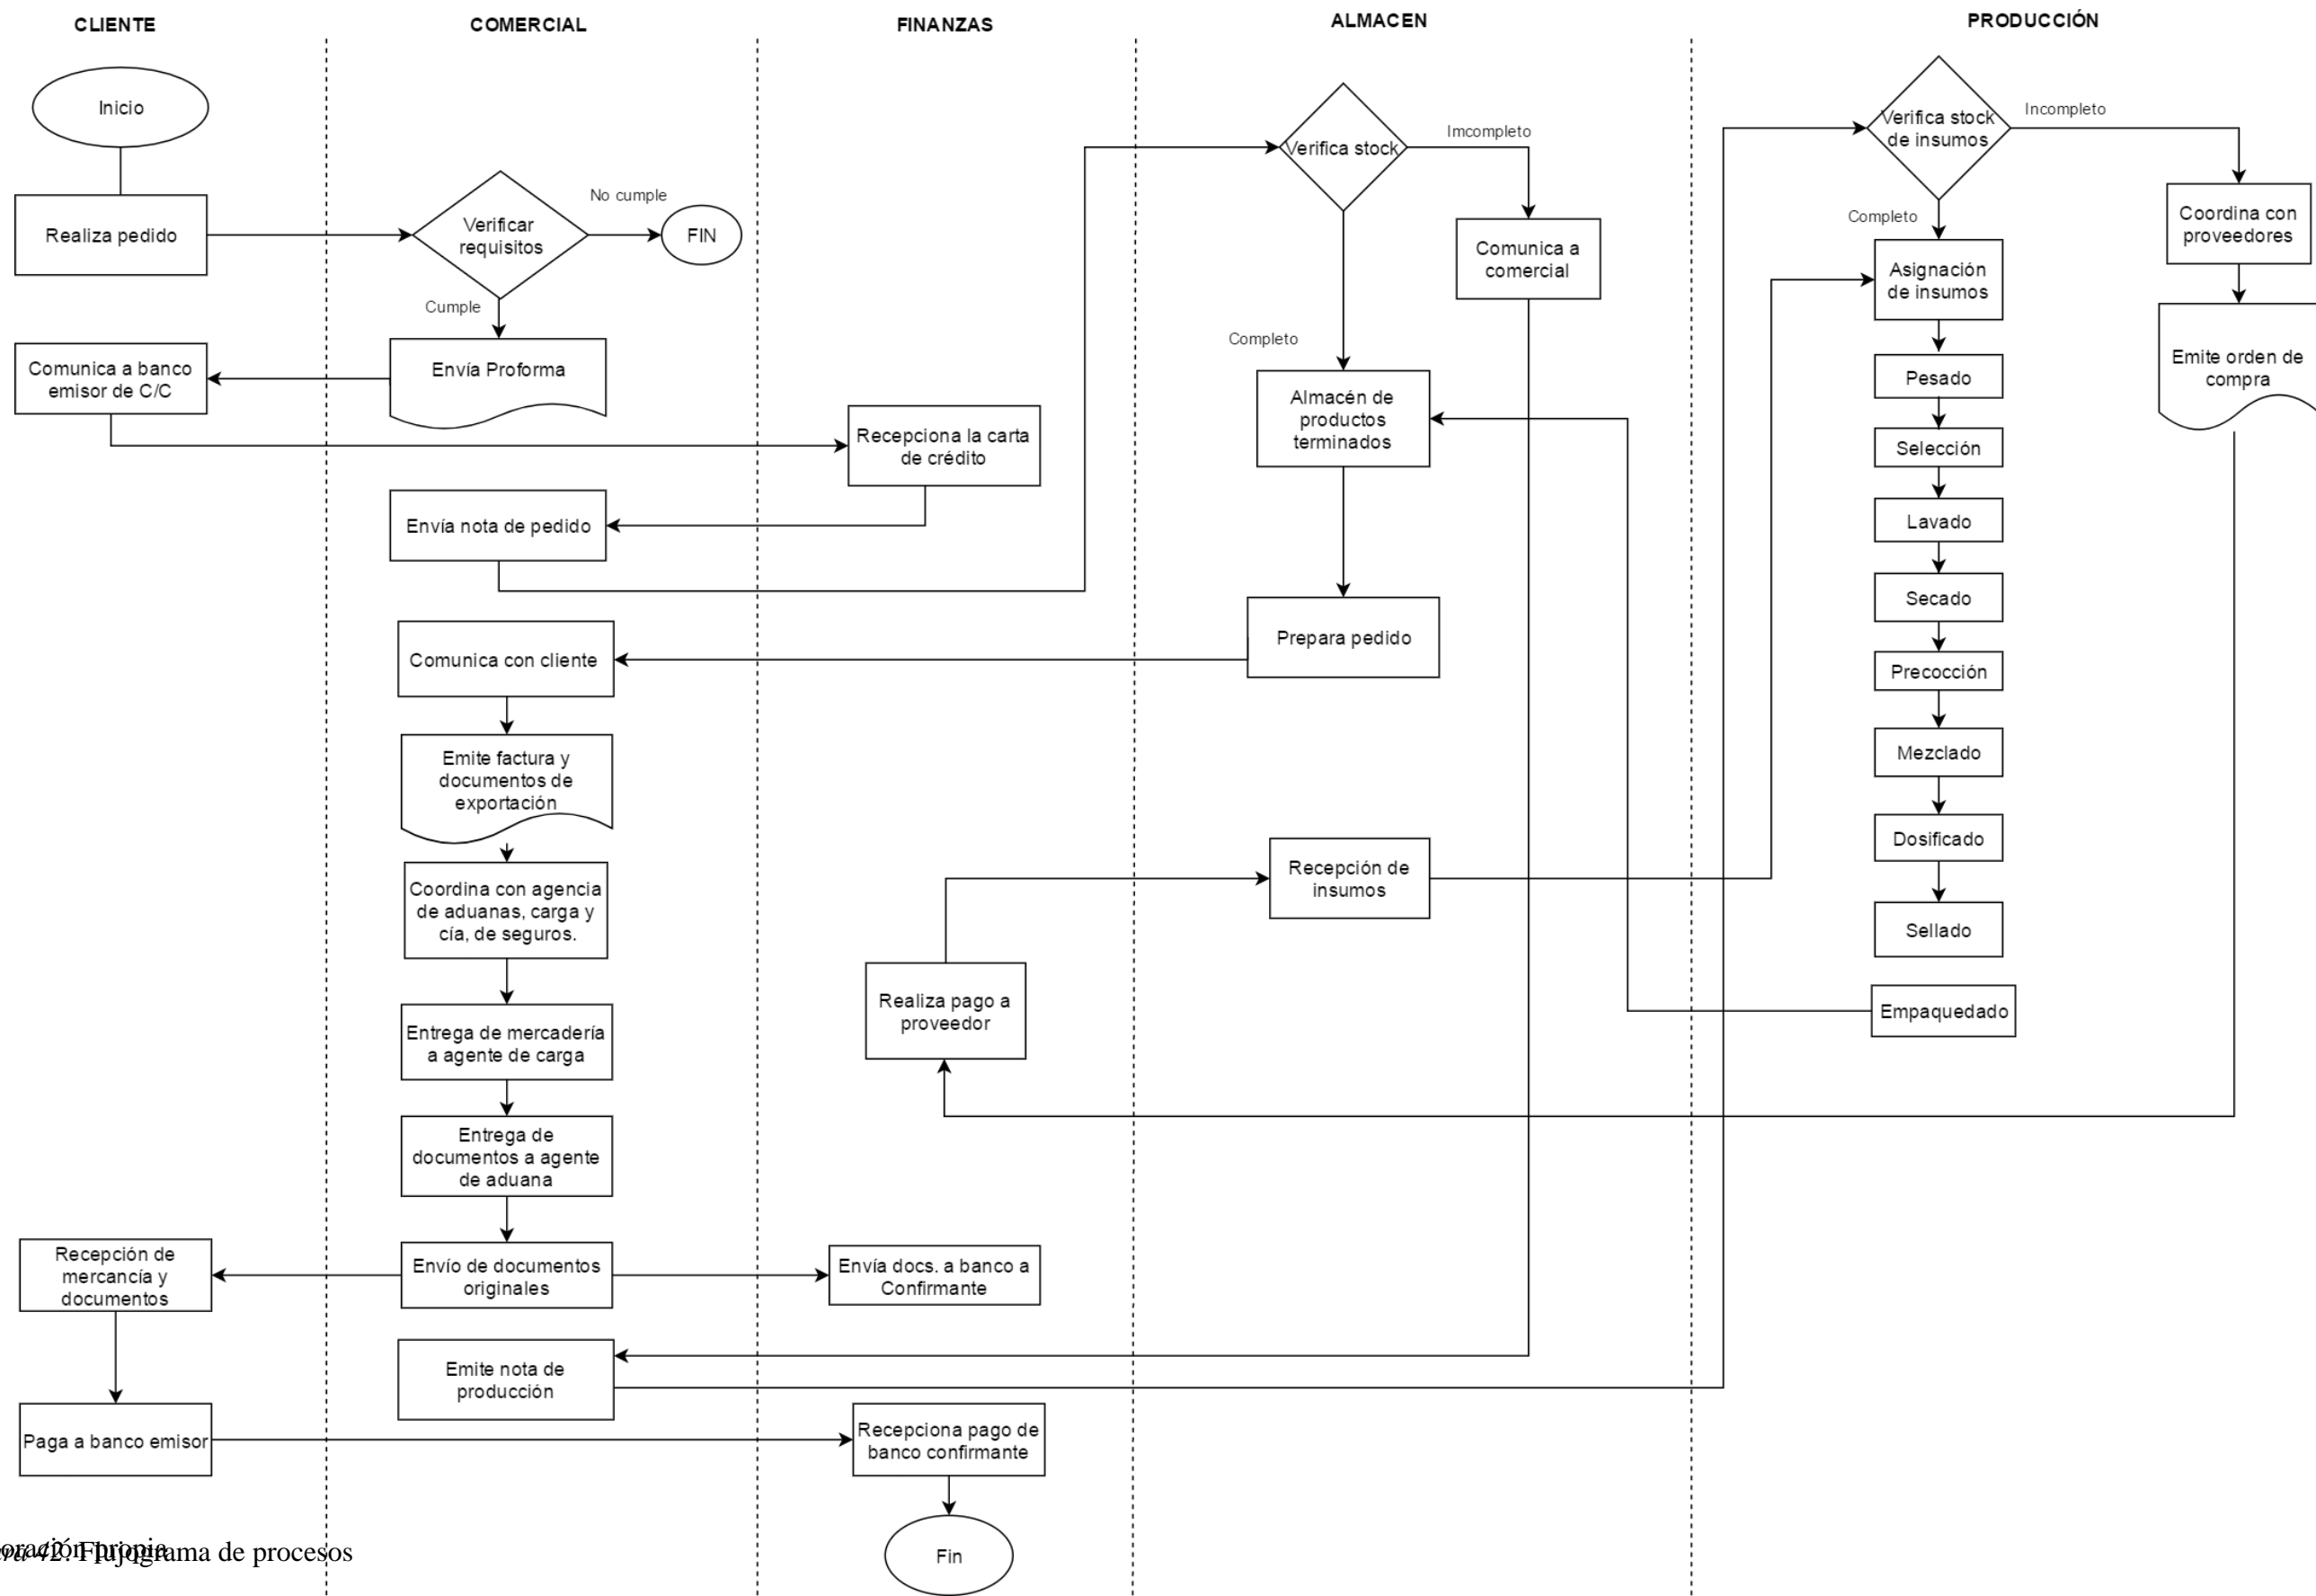 CLIENTE
COMERCIAL
FINANZAS
ALMACEN
PRODUCCIÓN
Inicio
Realiza pedido
Verificar
requisitos
No cumple
FIN
Cumple
Envía Proforma
Comunica a banco
emisor de C/C
Recepciona la carta
de crédito
Envía nota de pedido
Verifica stock
Imcompleto
Comunica a
comercial
Completo
Almacén de
productos
terminados
Prepara pedido
Comunica con cliente
Emite factura y
documentos de
exportación
Coordina con agencia
de aduanas, carga y
cía, de seguros.
Entrega de mercadería
a agente de carga
Entrega de
documentos a agente
de aduana
Envío de documentos
originales
Recepción de
mercancía y
documentos
Envía docs. a banco a
Confirmante
Emite nota de
producción
Paga a banco emisor
Recepciona pago de
banco confirmante
Fin
Realiza pago a
proveedor
Recepción de
insumos
Verifica stock
de insumos
Incompleto
Coordina con
proveedores
Emite orden de
compra
Completo
Asignación
de insumos
Pesado
Selección
Lavado
Secado
Precocción
Mezclado
Dosificado
Sellado
Empaquedado
42. Flujograma de procesos
propia